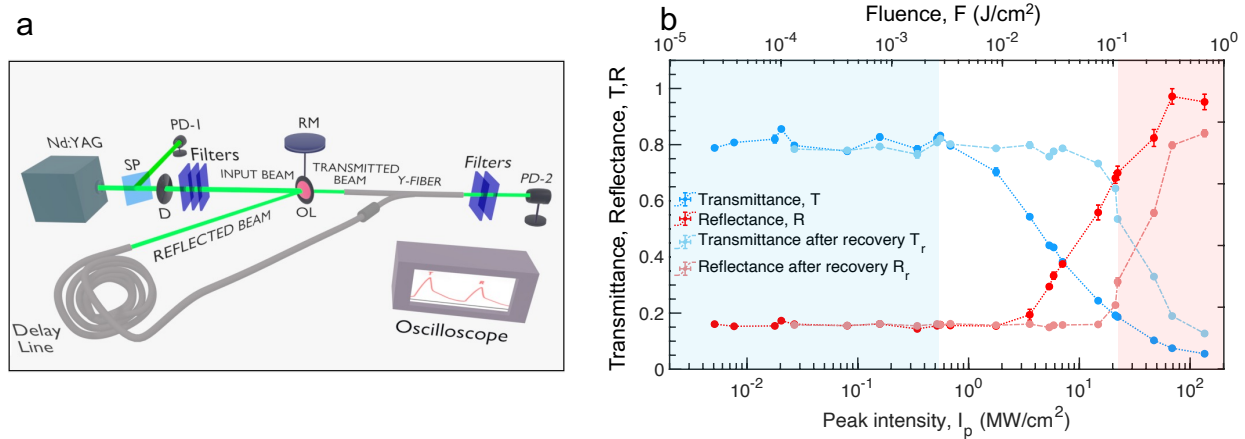 a
Nd:YAG
SP
PD-1
D
Filters
INPUT BEAM
RM
OL
TRANSMITTED
BEAM
Y-FIBER
Filters
PD-2
REFLECTED BEAM
Delay
Line
Oscilloscope
b
Fluence, F (J/cm²)
10⁻⁵ 10⁻⁴ 10⁻³ 10⁻² 10⁻¹ 10⁰
Transmittance, Reflectance, T,R
1
0.8
0.6
0.4
0.2
0
Transmittance, T
Reflectance, R
Transmittance after recovery Tᵣ
Reflectance after recovery Rᵣ
10⁻² 10⁻¹ 10⁰ 10¹ 10²
Peak intensity, Iₚ (MW/cm²)